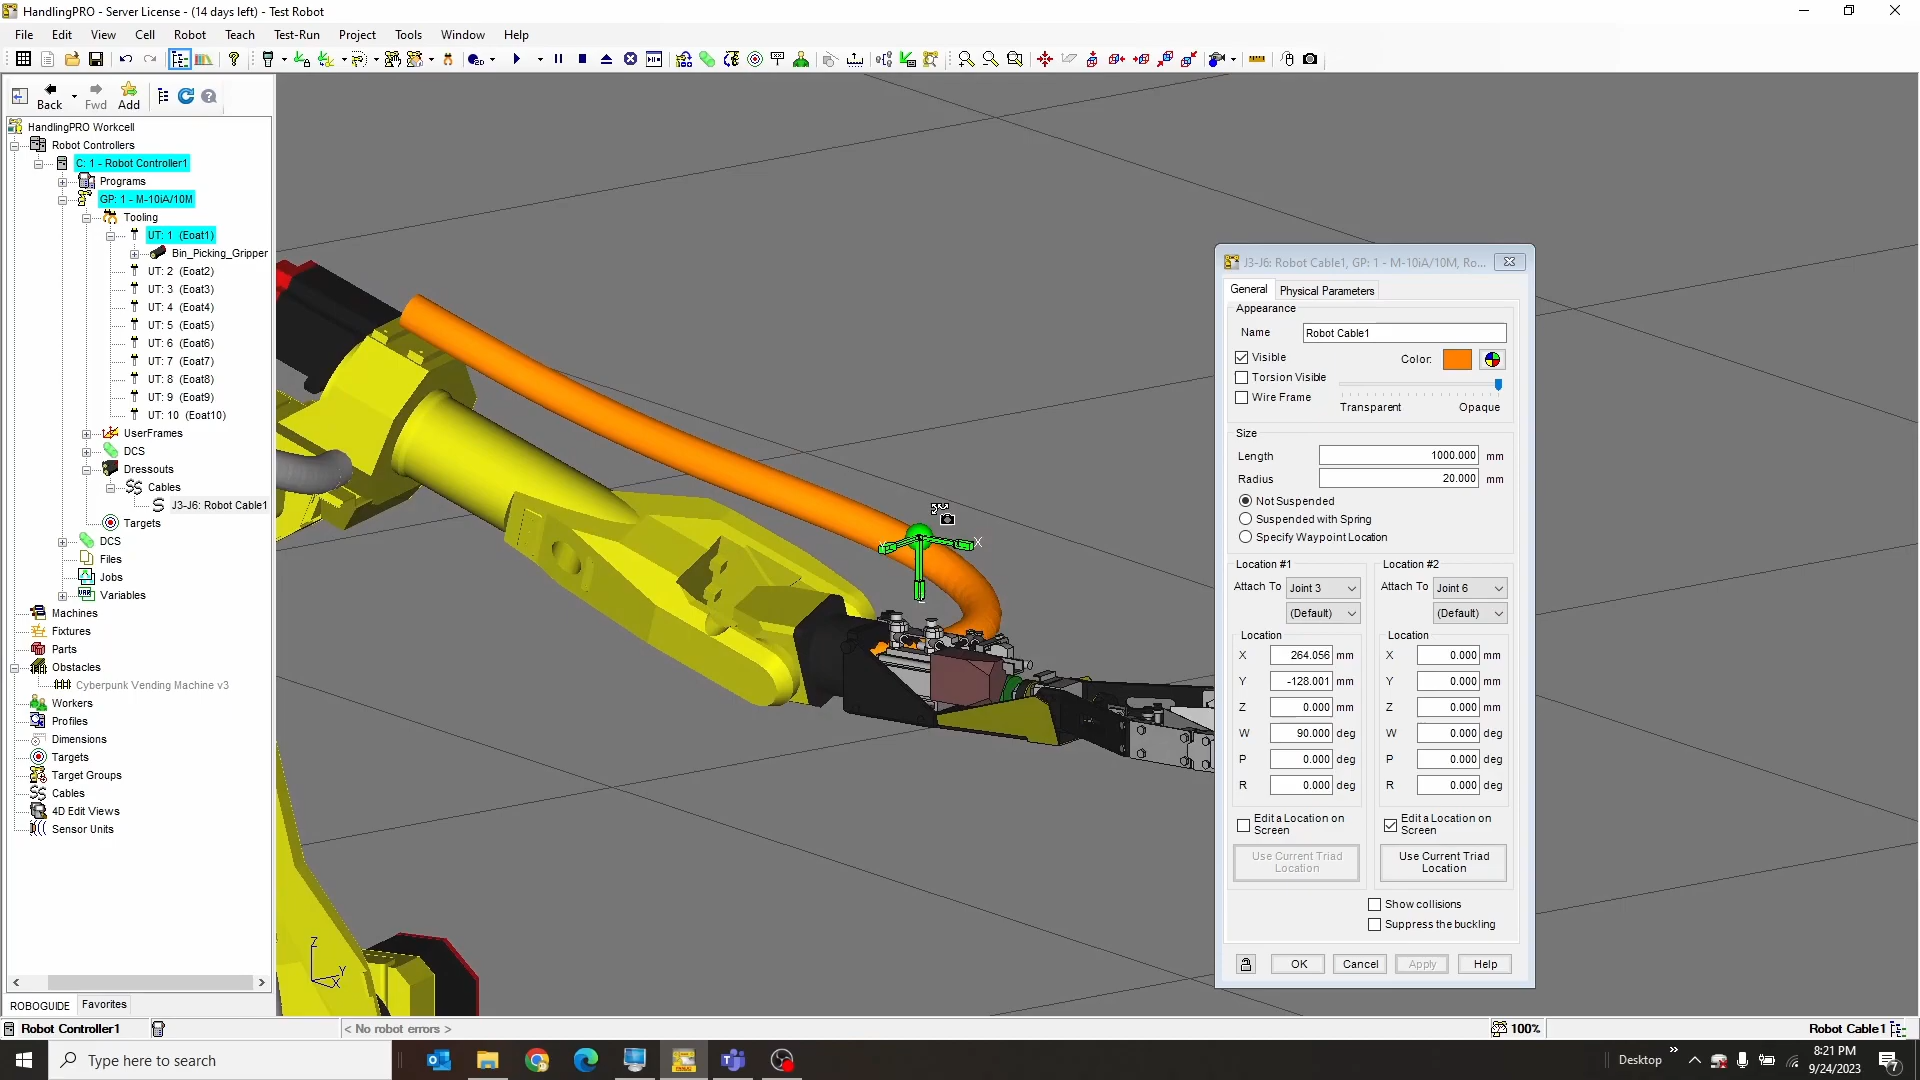 HandlingPRO - Server License - (14 days left) - Test Robot
File Edit View Cell Robot Teach Test-Run Project Tools Window Help
Back Fwd Add
HandlingPRO Workcell
Robot Controllers
C: 1 - Robot Controller1
Programs
GP: 1 - M-10iA/10M
Tooling
UT: 1 (Eoat1)
Bin_Picking_Gripper
UT: 2 (Eoat2)
UT: 3 (Eoat3)
UT: 4 (Eoat4)
UT: 5 (Eoat5)
UT: 6 (Eoat6)
UT: 7 (Eoat7)
UT: 8 (Eoat8)
UT: 9 (Eoat9)
UT: 10 (Eoat10)
UserFrames
DCS
Dressouts
Cables
J3-J6: Robot Cable1
Targets
DCS
Files
Jobs
Variables
Machines
Fixtures
Parts
Obstacles
Cyberpunk Vending Machine v3
Workers
Profiles
Dimensions
Targets
Target Groups
Cables
4D Edit Views
Sensor Units
ROBOGUIDE Favorites
X
Z
Y
X
J3-J6: Robot Cable1, GP: 1 - M-10iA/10M, Ro...
General Physical Parameters
Appearance
Name Robot Cable1
Visible Color:
Torsion Visible
Wire Frame
Transparent Opaque
Size
Length 1000.000 mm
Radius 20.000 mm
Not Suspended
Suspended with Spring
Specify Waypoint Location
Location #1 Location #2
Attach To Joint 3 Attach To Joint 6
(Default) (Default)
Location Location
X 264.056 mm X 0.000 mm
Y -128.001 mm Y 0.000 mm
Z 0.000 mm Z 0.000 mm
W 90.000 deg W 0.000 deg
P 0.000 deg P 0.000 deg
R 0.000 deg R 0.000 deg
Edit a Location on Screen Edit a Location on Screen
Use Current Triad Location Use Current Triad Location
Show collisions
Suppress the buckling
OK Cancel Apply Help
Robot Controller1 < No robot errors > 100% Robot Cable1
Type here to search Desktop 8:21 PM
9/24/2023 7